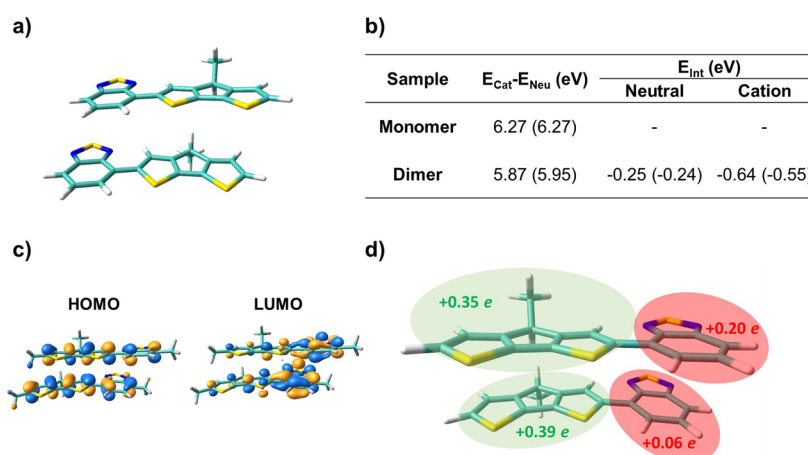 a)
b)
Sample E_Cat-E_Neu (eV) E_Int (eV)
Neutral Cation
Monomer 6.27 (6.27) - -
Dimer 5.87 (5.95) -0.25 (-0.24) -0.64 (-0.55)
c)
d)
HOMO LUMO
+0.35 e
+0.20 e
+0.39 e
+0.06 e